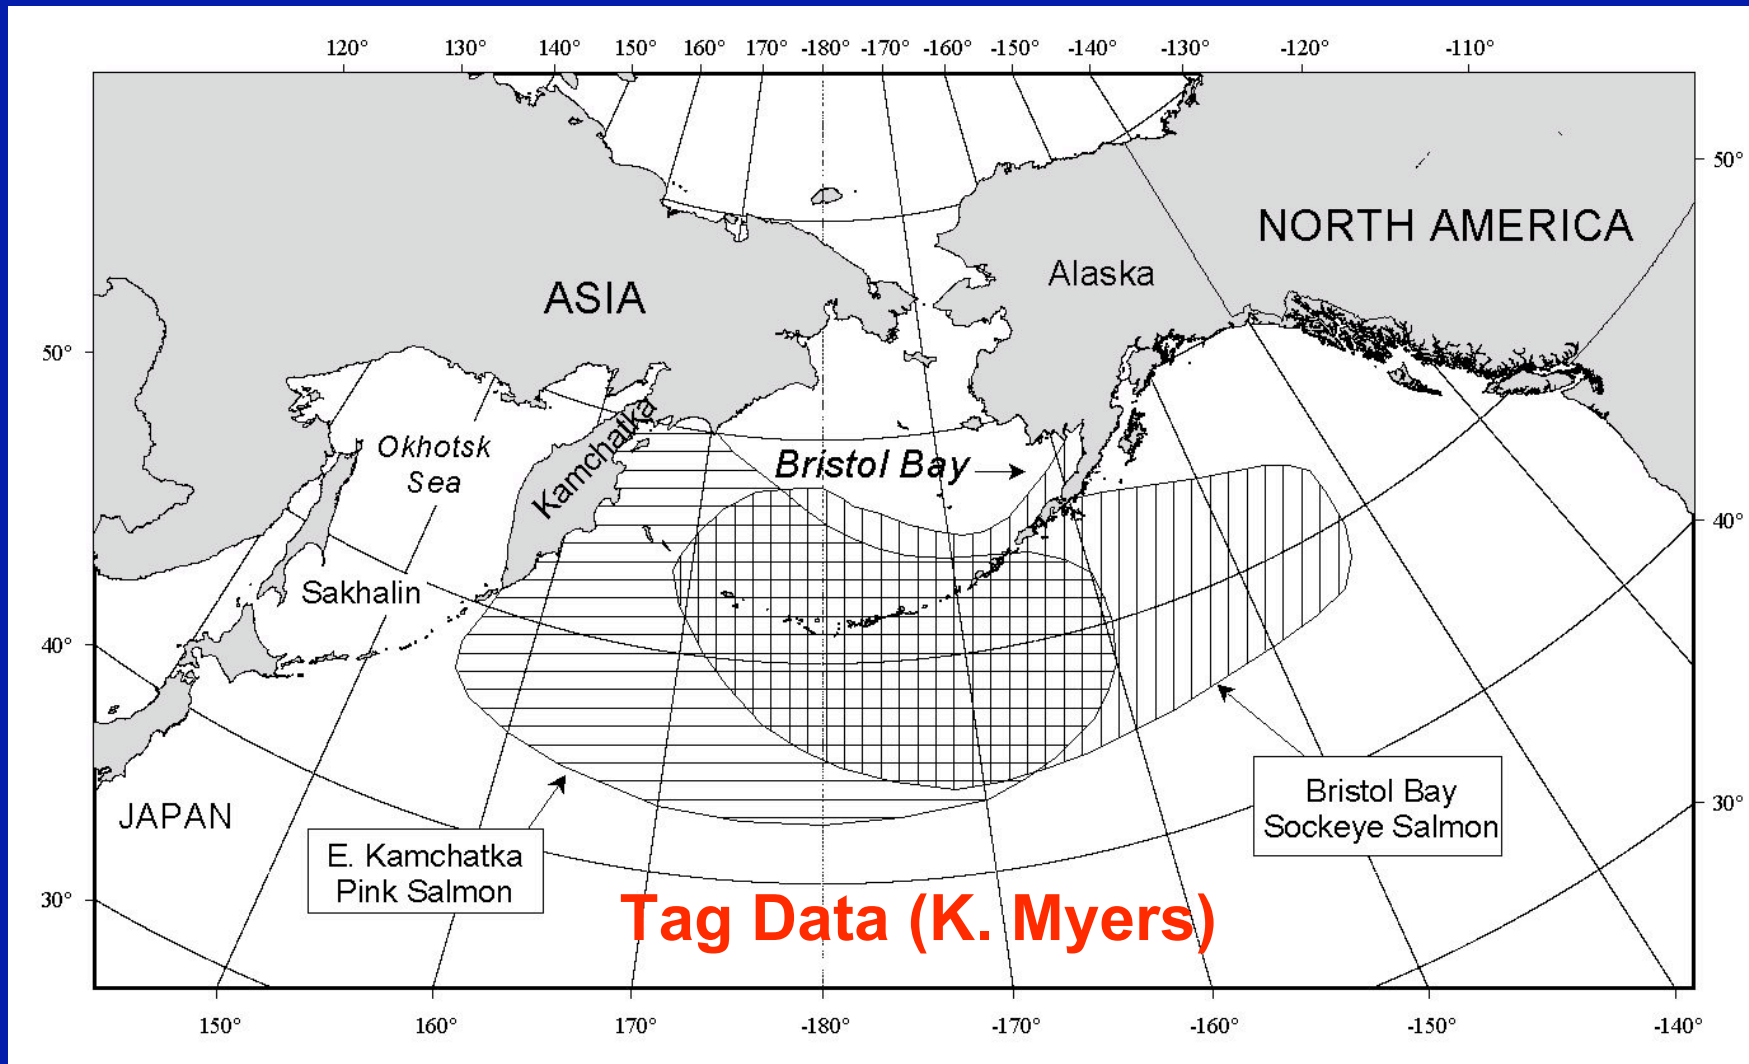 120° 130° 140° 150° 160° 170° -180° -170° -160° -150° -140° -130° -120° -110°
50°
NORTH AMERICA
Alaska
ASIA
50°
Kamchatka
Okhotsk
Sea
Bristol Bay
40°
Sakhalin
40°
Bristol Bay
Sockeye Salmon
30°
JAPAN
E. Kamchatka
Pink Salmon
30°
Tag Data (K. Myers)
150° 160° 170° -180° -170° -160° -150° -140°